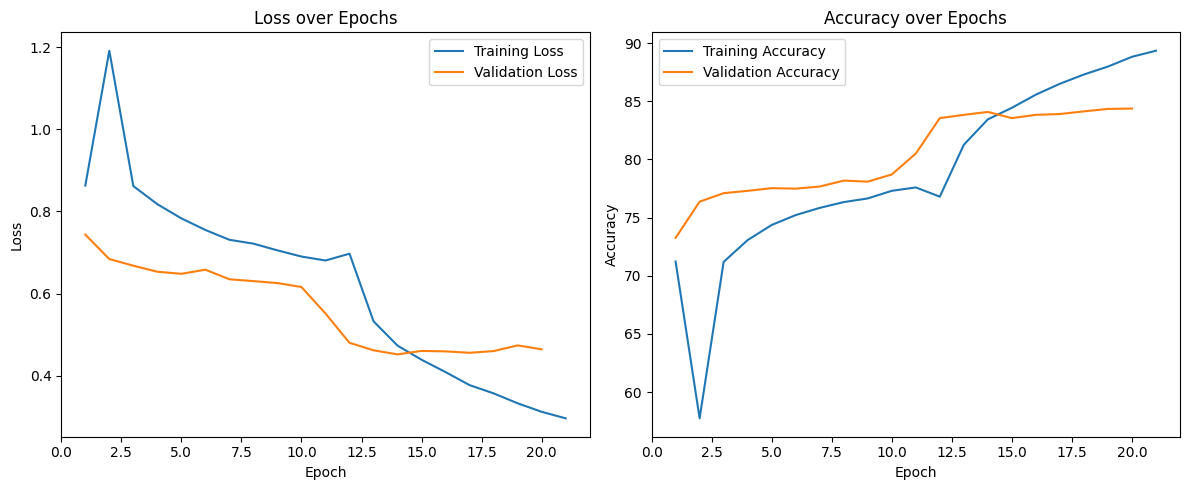 Loss over Epochs
Training Loss
Validation Loss
1.2
1.0
0.8
0.6
0.4
Loss
0.0 2.5 5.0 7.5 10.0 12.5 15.0 17.5 20.0
Epoch
Accuracy over Epochs
Training Accuracy
Validation Accuracy
90
85
80
75
70
65
60
Accuracy
0.0 2.5 5.0 7.5 10.0 12.5 15.0 17.5 20.0
Epoch